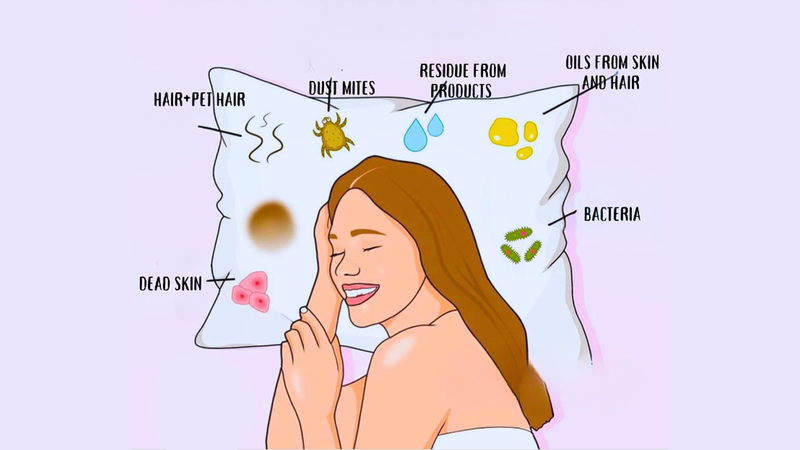 HAIR+PET HAIR
DUST MITES
RESIDUE FROM
PRODUCTS
OILS FROM SKIN
AND HAIR
BACTERIA
DEAD SKIN